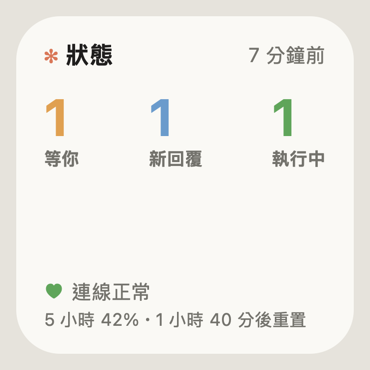 狀態 7 分鐘前
1 1 1
等你 新回覆 執行中
連線正常
5 小時 42% · 1 小時 40 分後重置